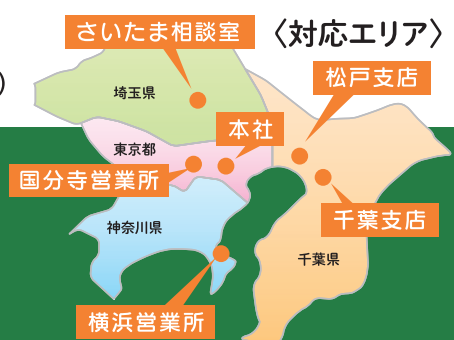 さいたま相談室
〈対応エリア〉
)
松戸支店
埼玉県
本社
東京都
国分寺営業所
千葉支店
神奈川県
千葉県
横浜営業所